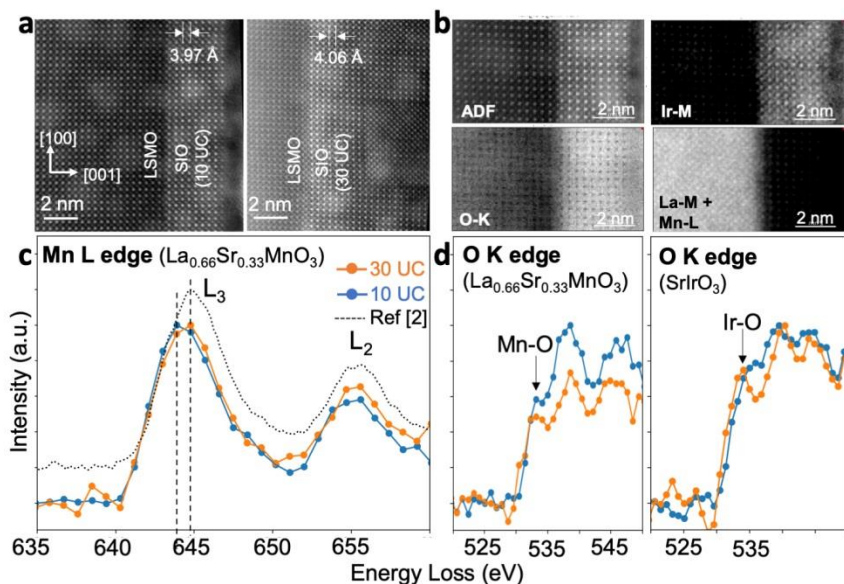 a
3.97 Å
[100]
[001]
LSMO
SIO
(10 UC)
2 nm
4.06 Å
LSMO
SIO
(30 UC)
2 nm
b
ADF
2 nm
Ir-M
2 nm
O-K
2 nm
La-M +
Mn-L
2 nm
c Mn L edge (La0.66Sr0.33MnO3)
30 UC
10 UC
Ref [2]
L3
L2
Intensity (a.u.)
635 640 645 650 655
d O K edge
(La0.66Sr0.33MnO3)
Mn-O
525 535 545
O K edge
(SrIrO3)
Ir-O
525 535
Energy Loss (eV)